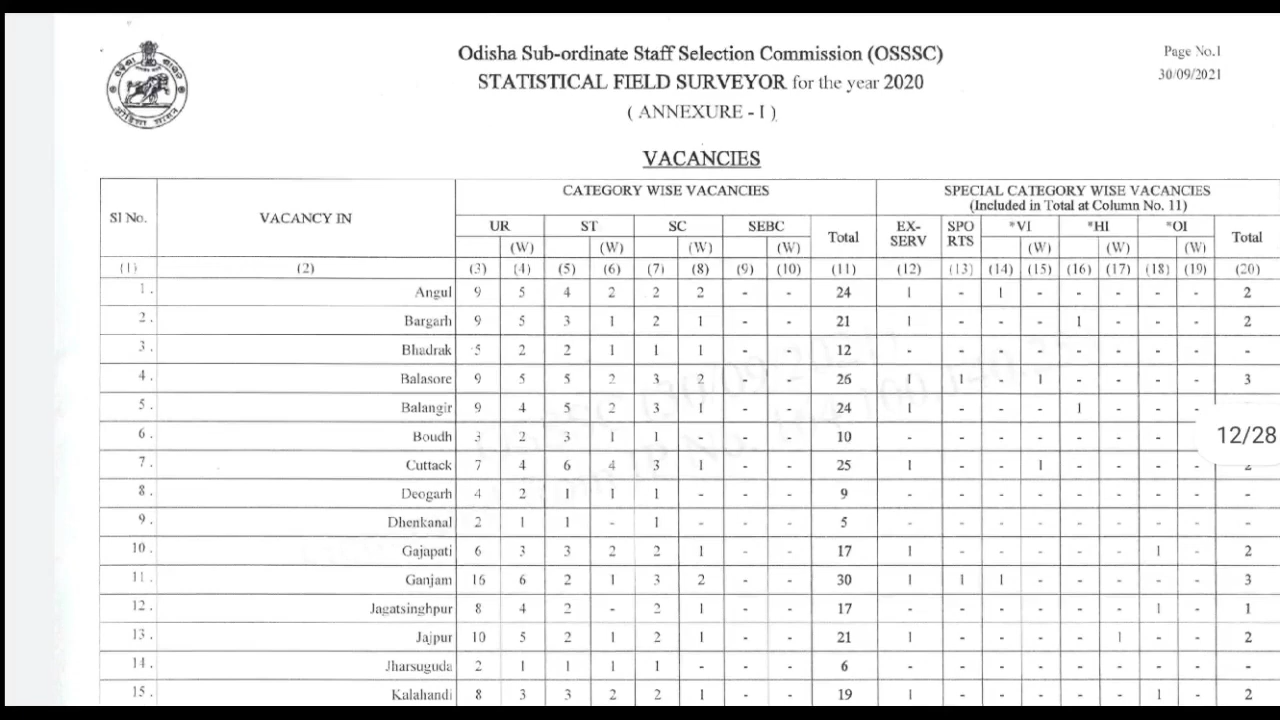 Odisha Sub-ordinate Staff Selection Commission (OSSSC)
Page No.1
STATISTICAL FIELD SURVEYOR for the year 2020
30/09/2021
( ANNEXURE - I )
VACANCIES
Sl No. VACANCY IN CATEGORY WISE VACANCIES SPECIAL CATEGORY WISE VACANCIES
(Included in Total at Column No. 11)
UR ST SC SEBC Total EX-SERV SPORTS *VI *HI *OI Total
(W) (W) (W) (W) (W) (W) (W)
(1) (2) (3) (4) (5) (6) (7) (8) (9) (10) (11) (12) (13) (14) (15) (16) (17) (18) (19) (20)
1. Angul 9 5 4 2 2 2 - - 24 1 - 1 - - - - - 2
2. Bargarh 9 5 3 1 2 1 - - 21 1 - - - 1 - - - 2
3. Bhadrak 5 2 2 1 1 1 - - 12 - - - - - - - - -
4. Balasore 9 5 5 2 3 2 - - 26 1 1 - 1 - - - - 3
5. Balangir 9 4 5 2 3 1 - - 24 1 - - - 1 - - -
6. Boudh 3 2 3 1 1 - - - 10 - - - - - - -
12/28
7. Cuttack 7 4 6 4 3 1 - - 25 1 - - 1 - - - - 2
8. Deogarh 4 2 1 1 1 - - - 9 - - - - - - - - -
9. Dhenkanal 2 1 1 - 1 - - - 5 - - - - - - - - -
10. Gajapati 6 3 3 2 2 1 - - 17 1 - - - - - 1 - 2
11. Ganjam 16 6 2 1 3 2 - - 30 1 1 1 - - - - - 3
12. Jagatsinghpur 8 4 2 - 2 1 - - 17 - - - - - - 1 - 1
13. Jajpur 10 5 2 1 2 1 - - 21 1 - - - - 1 - - 2
14. Jharsuguda 2 1 1 1 1 - - - 6 - - - - - - - - -
15. Kalahandi 8 3 3 2 2 1 - - 19 1 - - - - - 1 - 2